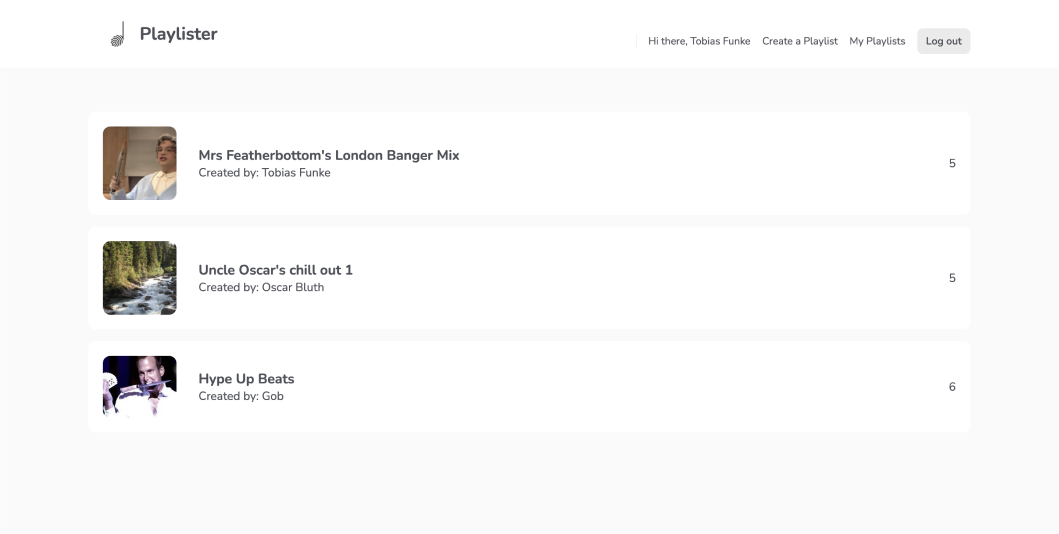 Playlister
Hi there, Tobias Funke
Create a Playlist
My Playlists
Log out
Mrs Featherbottom's London Banger Mix
Created by: Tobias Funke
5
Uncle Oscar's chill out 1
Created by: Oscar Bluth
5
Hype Up Beats
Created by: Gob
6